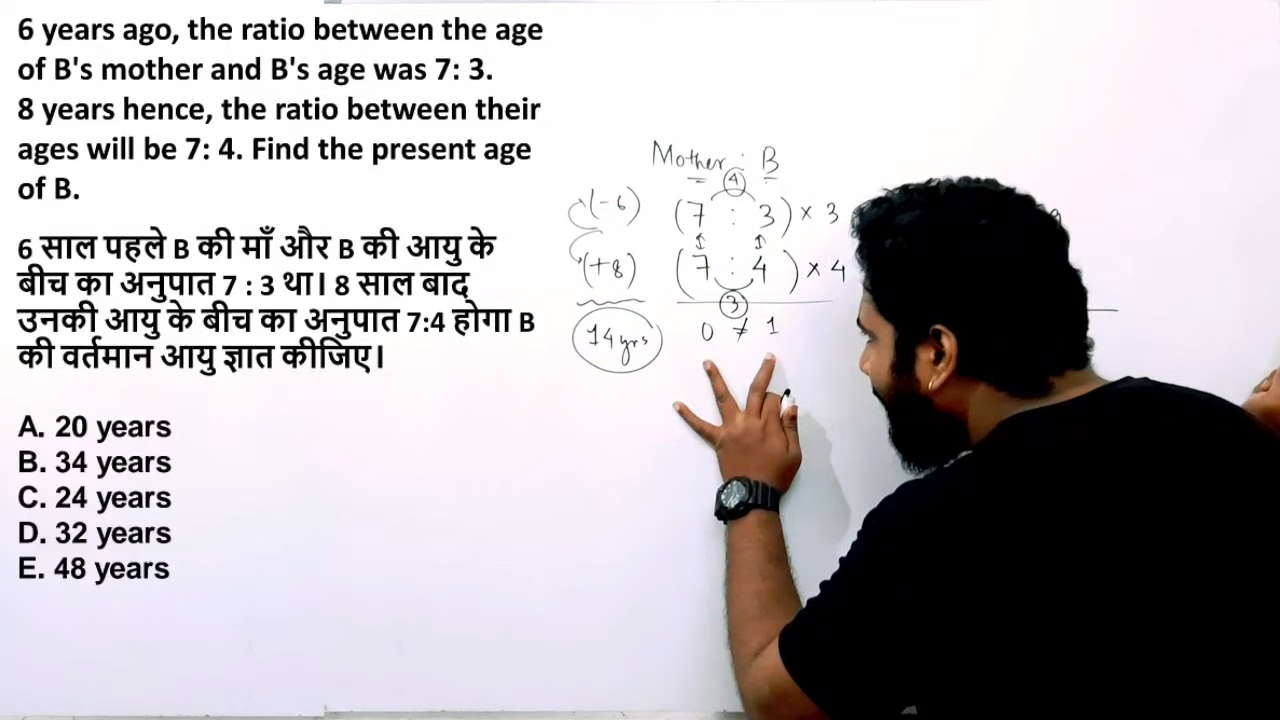 6 years ago, the ratio between the age
of B's mother and B's age was 7: 3.
8 years hence, the ratio between their
ages will be 7: 4. Find the present age
of B.
6 साल पहले B की माँ और B की आयु के
बीच का अनुपात 7 : 3 था। 8 साल बाद
उनकी आयु के बीच का अनुपात 7:4 होगा B
की वर्तमान आयु ज्ञात कीजिए।
A. 20 years
B. 34 years
C. 24 years
D. 32 years
E. 48 years
Mother : B
4
(-6) (7 : 3) × 3
(+8) (7 : 4) × 4
3
14 yrs 0 ≠ 1